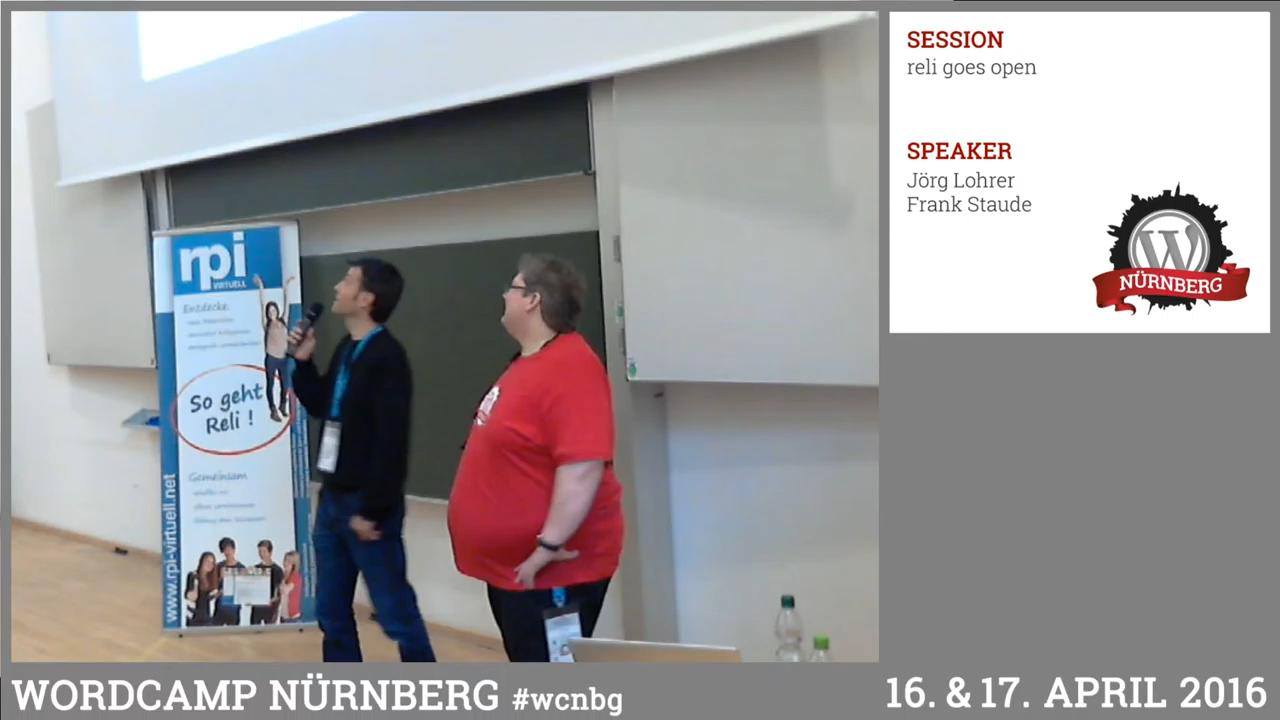 SESSION
reli goes open
SPEAKER
Jörg Lohrer
Frank Staude
W
NÜRNBERG
rpi
VIRTUELL
Entdecke
So geht
Reli !
Gemeinsam
www.rpi-virtuell.net
WORDCAMP NÜRNBERG #wcnbg
16. & 17. APRIL 2016